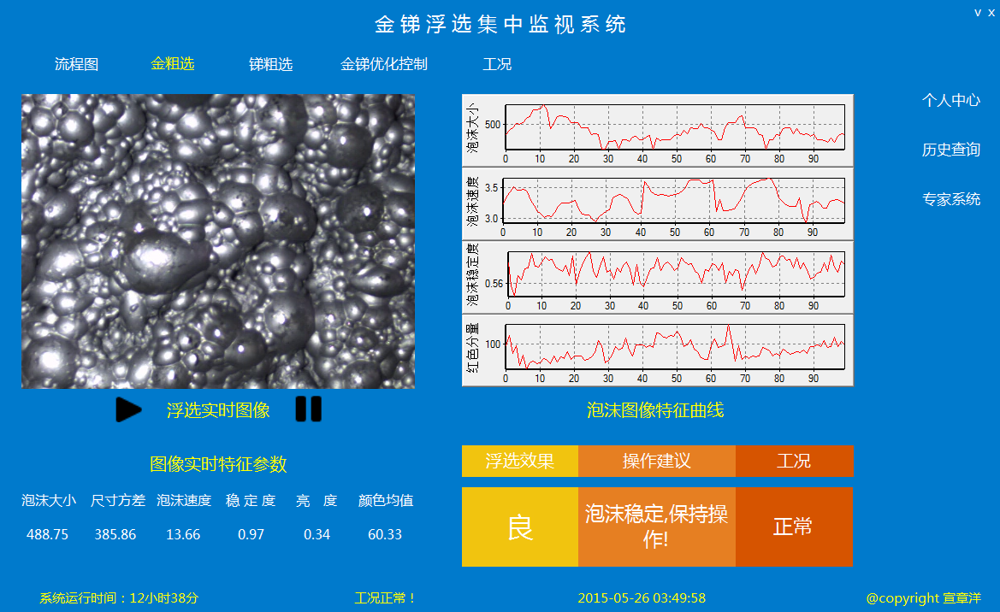 v x
金锑浮选集中监视系统
流程图 金粗选 锑粗选 金锑优化控制 工况
个人中心
历史查询
专家系统
泡沫大小
500
0 10 20 30 40 50 60 70 80 90
泡沫速度
3.5
3.0
0 10 20 30 40 50 60 70 80 90
泡沫稳定度
0.56
0 10 20 30 40 50 60 70 80 90
红色分量
100
0 10 20 30 40 50 60 70 80 90
浮选实时图像
泡沫图像特征曲线
图像实时特征参数
泡沫大小 尺寸方差 泡沫速度 稳 定 度 亮 度 颜色均值
488.75 385.86 13.66 0.97 0.34 60.33
浮选效果 操作建议 工况
良
泡沫稳定,保持操
作!
正常
系统运行时间：12小时38分 工况正常！ 2015-05-26 03:49:58 @copyright 宣章洋